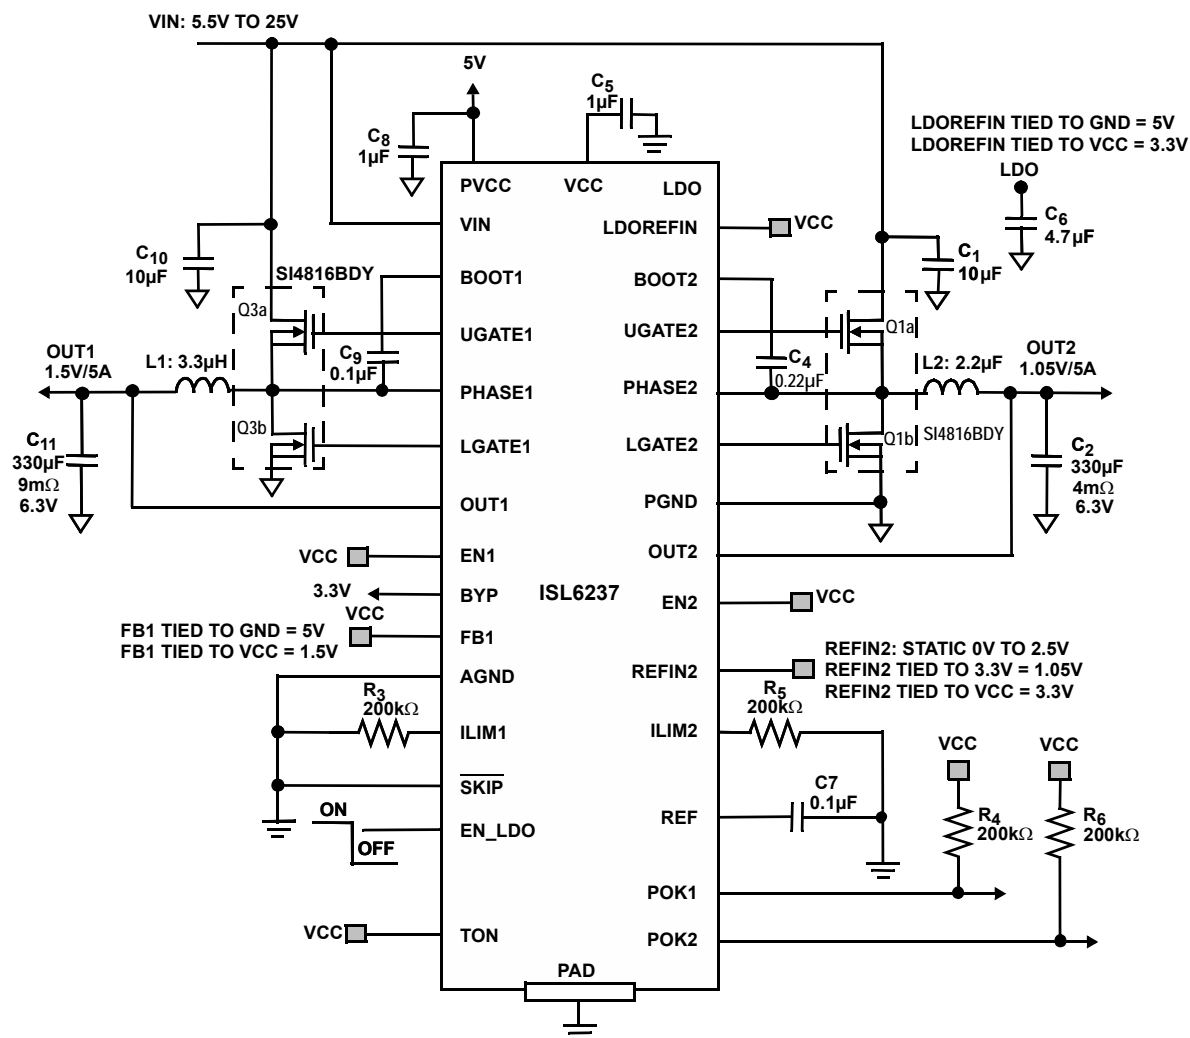 VIN: 5.5V TO 25V
5V
C5
1µF
C8
1µF
LDOREFIN TIED TO GND = 5V
LDOREFIN TIED TO VCC = 3.3V
LDO
C6
4.7µF
PVCC
VCC
LDO
VIN
LDOREFIN
VCC
C10
10µF
SI4816BDY
BOOT1
BOOT2
C1
10µF
Q3a
UGATE1
UGATE2
Q1a
OUT1
1.5V/5A
L1: 3.3µH
C9
0.1µF
C4
0.22µF
L2: 2.2µF
OUT2
1.05V/5A
PHASE1
PHASE2
Q3b
LGATE1
LGATE2
Q1b
SI4816BDY
C11
330µF
9mΩ
6.3V
C2
330µF
4mΩ
6.3V
OUT1
PGND
VCC
EN1
OUT2
3.3V
BYP
ISL6237
EN2
VCC
VCC
FB1 TIED TO GND = 5V
FB1 TIED TO VCC = 1.5V
FB1
REFIN2: STATIC 0V TO 2.5V
REFIN2 TIED TO 3.3V = 1.05V
REFIN2 TIED TO VCC = 3.3V
AGND
REFIN2
R3
200kΩ
R5
200kΩ
ILIM1
ILIM2
VCC
VCC
SKIP
C7
0.1µF
ON
OFF
EN_LDO
REF
R4
200kΩ
R6
200kΩ
POK1
VCC
TON
POK2
PAD